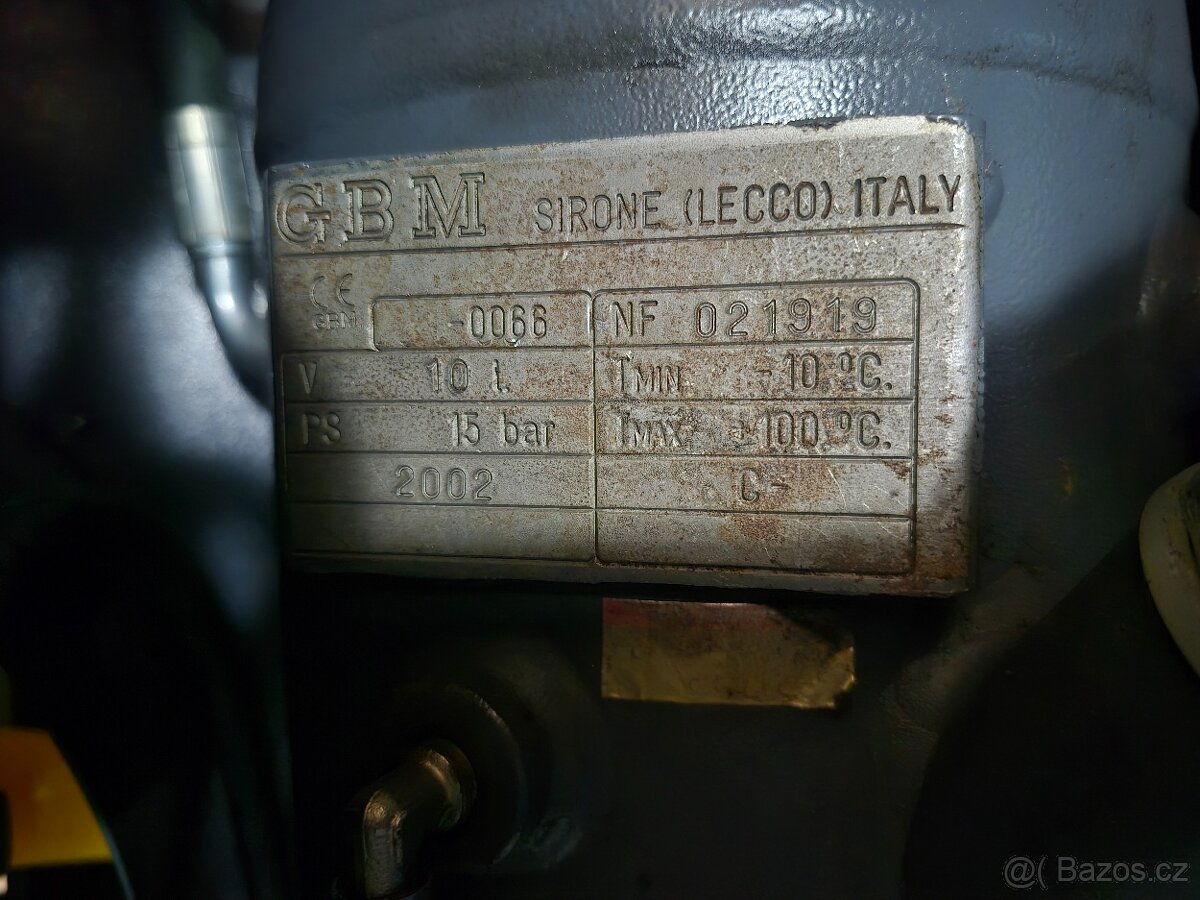 GBM SIRONE (LECCO) ITALY
CE
GBM -0066 NF 021919
V 10 l. TMIN -10 °C.
PS 15 bar TMAX +100 °C.
2002 C-
@( Bazos.cz